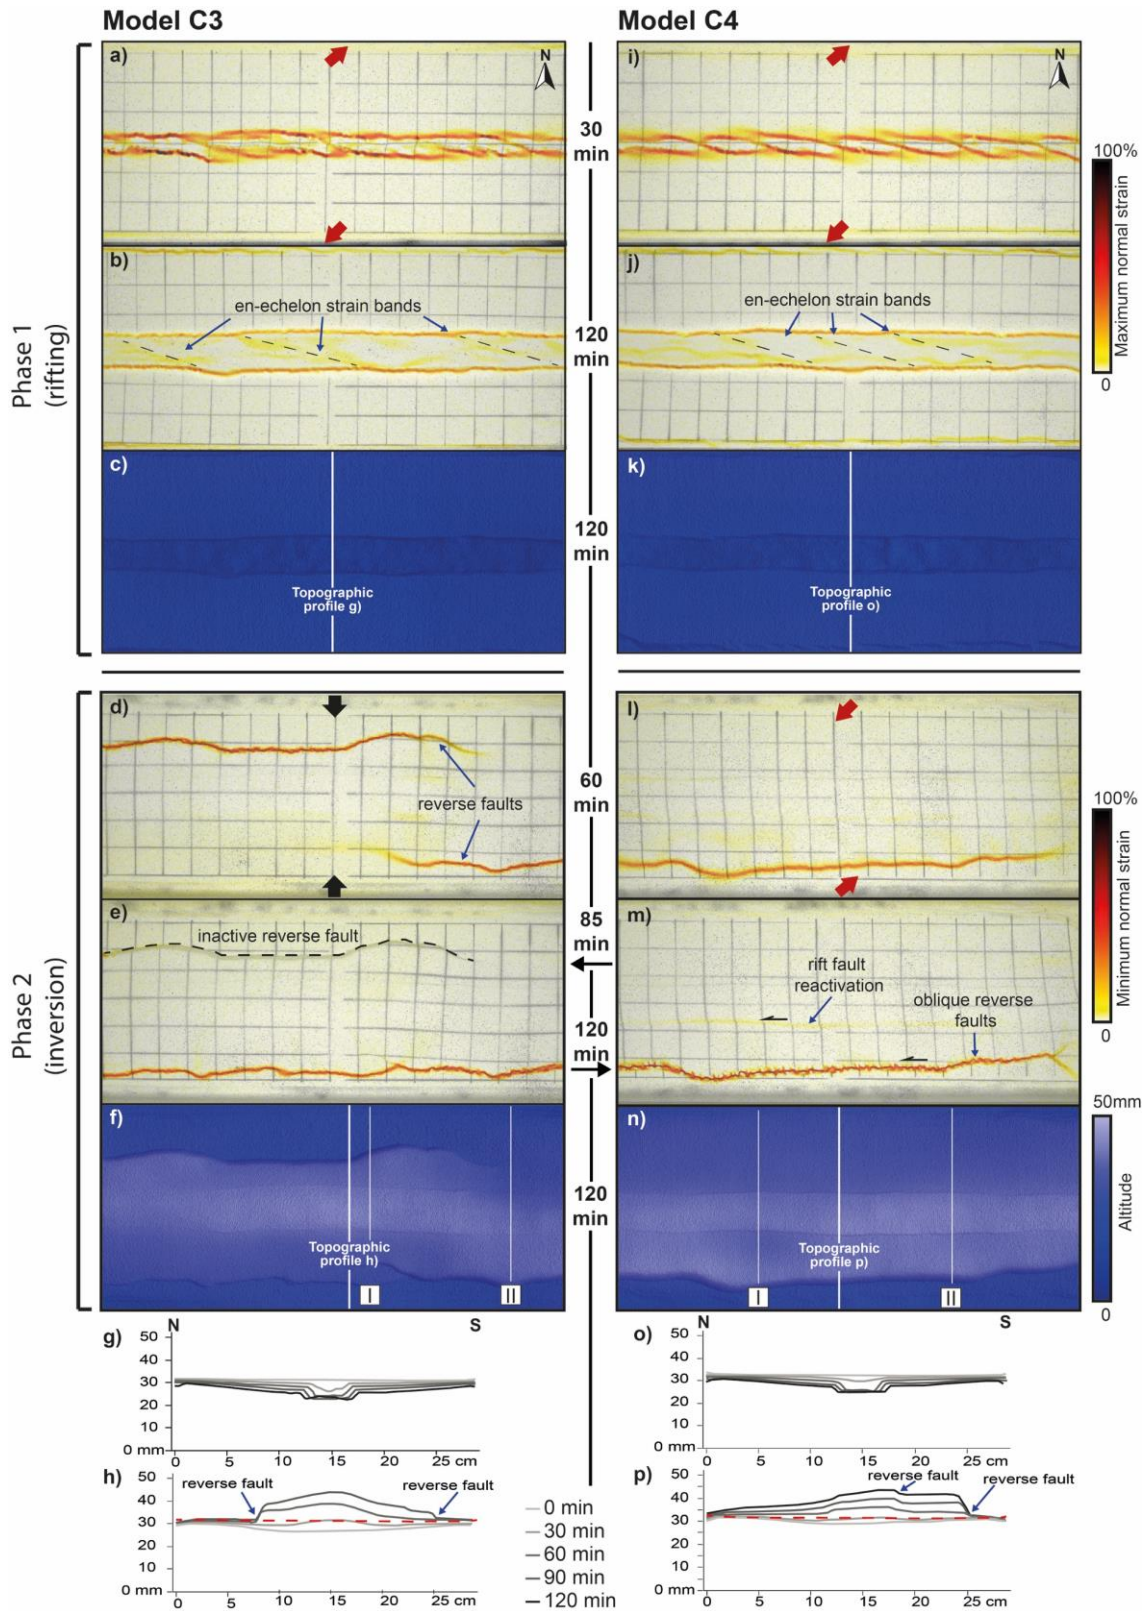 Model C3
Model C4
a)
N
i)
N
30
min
100%
Maximum normal strain
0
Phase 1
(rifting)
b)
en-echelon strain bands
j)
en-echelon strain bands
120
min
c)
Topographic
profile g)
k)
Topographic
profile o)
120
min
d)
reverse faults
l)
60
min
100%
Minimum normal strain
0
Phase 2
(inversion)
e)
inactive reverse fault
85
min
m)
rift fault
reactivation
oblique reverse
faults
120
min
f)
Topographic
profile h)
I
II
n)
Topographic
profile p)
I
II
120
min
50mm
Altitude
0
g)
N
S
50
40
30
20
10
0 mm
0
5
10
15
20
25 cm
o)
N
S
50
40
30
20
10
0 mm
0
5
10
15
20
25 cm
h)
reverse fault
reverse fault
50
40
30
20
10
0 mm
0
5
10
15
20
25 cm
0 min
30 min
60 min
90 min
120 min
p)
reverse fault
reverse fault
50
40
30
20
10
0 mm
0
5
10
15
20
25 cm